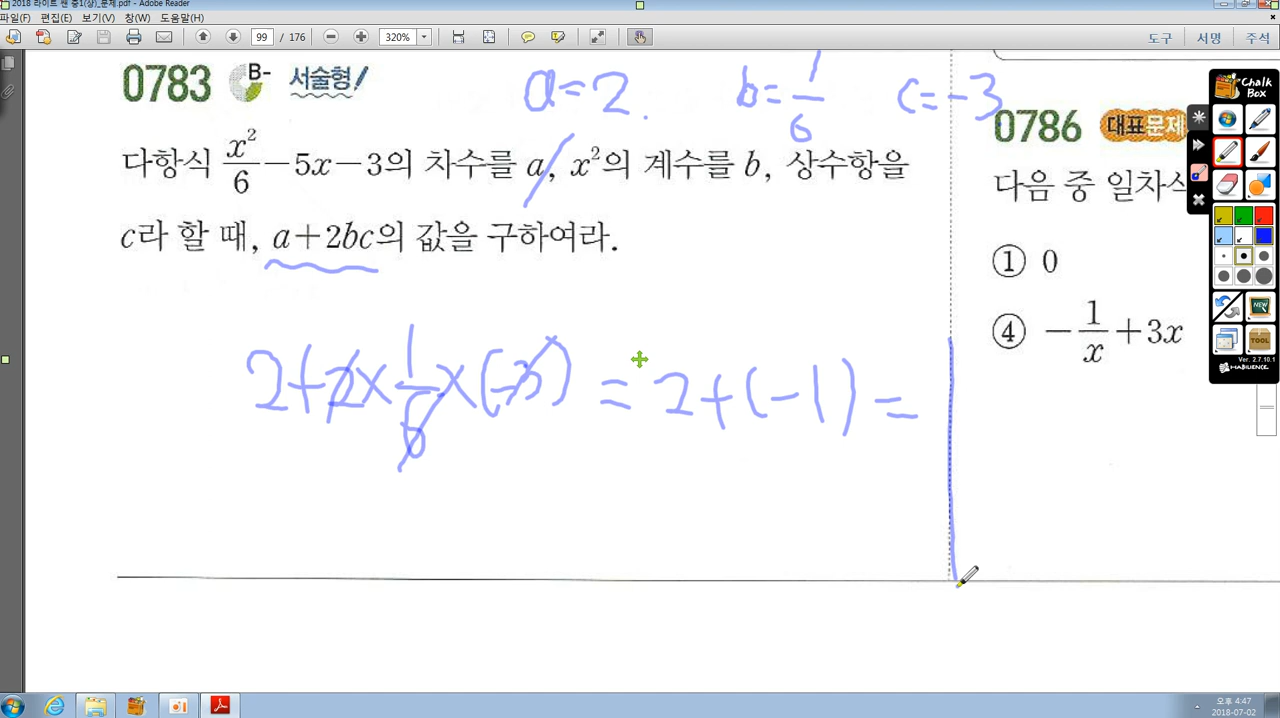 2018 라이트 쎈 중1(상)_문제.pdf - Adobe Reader
파일(F) 편집(E) 보기(V) 창(W) 도움말(H)
99 / 176 320% 도구 서명 주석
0783 B- 서술형!
a=2. b=1/6 c=-3
다항식 x²/6-5x-3의 차수를 a, x²의 계수를 b, 상수항을
c라 할 때, a+2bc의 값을 구하여라.
2+2×1/6×(-3) = 2+(-1) =
0786 대표문제
다음 중 일차식
① 0
④ -1/x+3x
Chalk Box
NEW
TOOL
Ver. 2.7.10.1
HABILIENCE
오후 4:47
2018-07-02